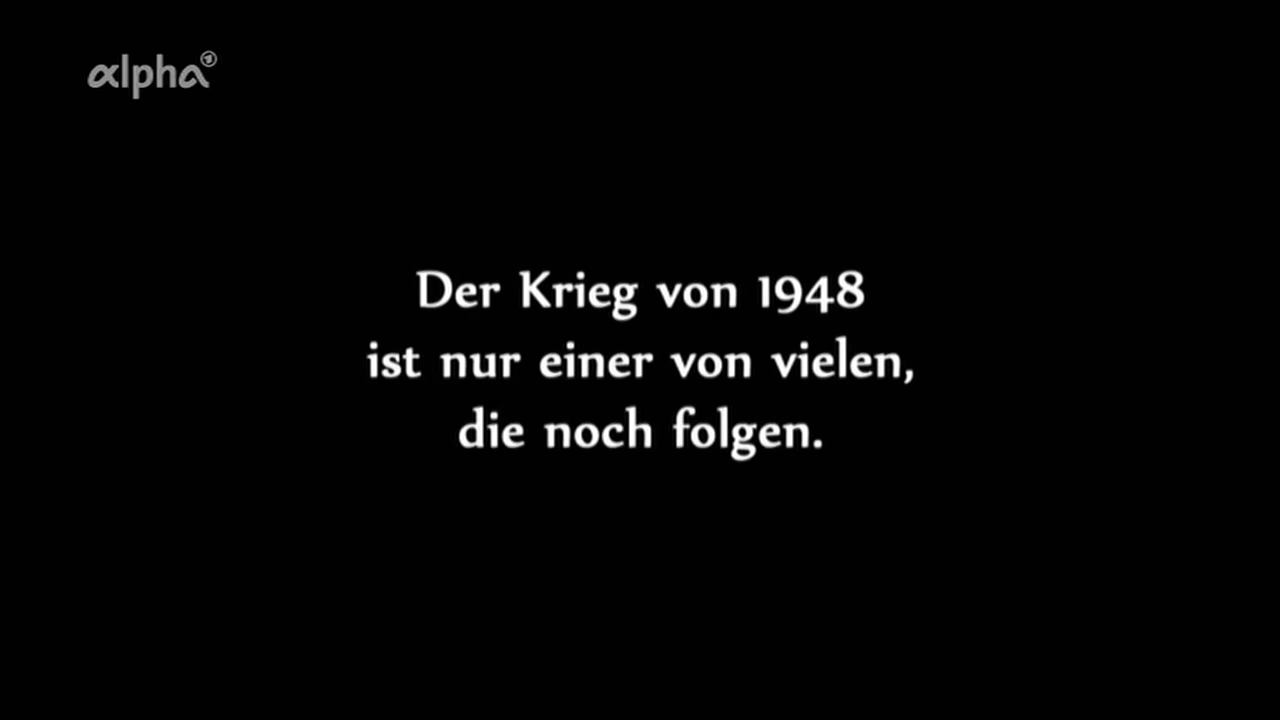 alpha
Der Krieg von 1948
ist nur einer von vielen,
die noch folgen.